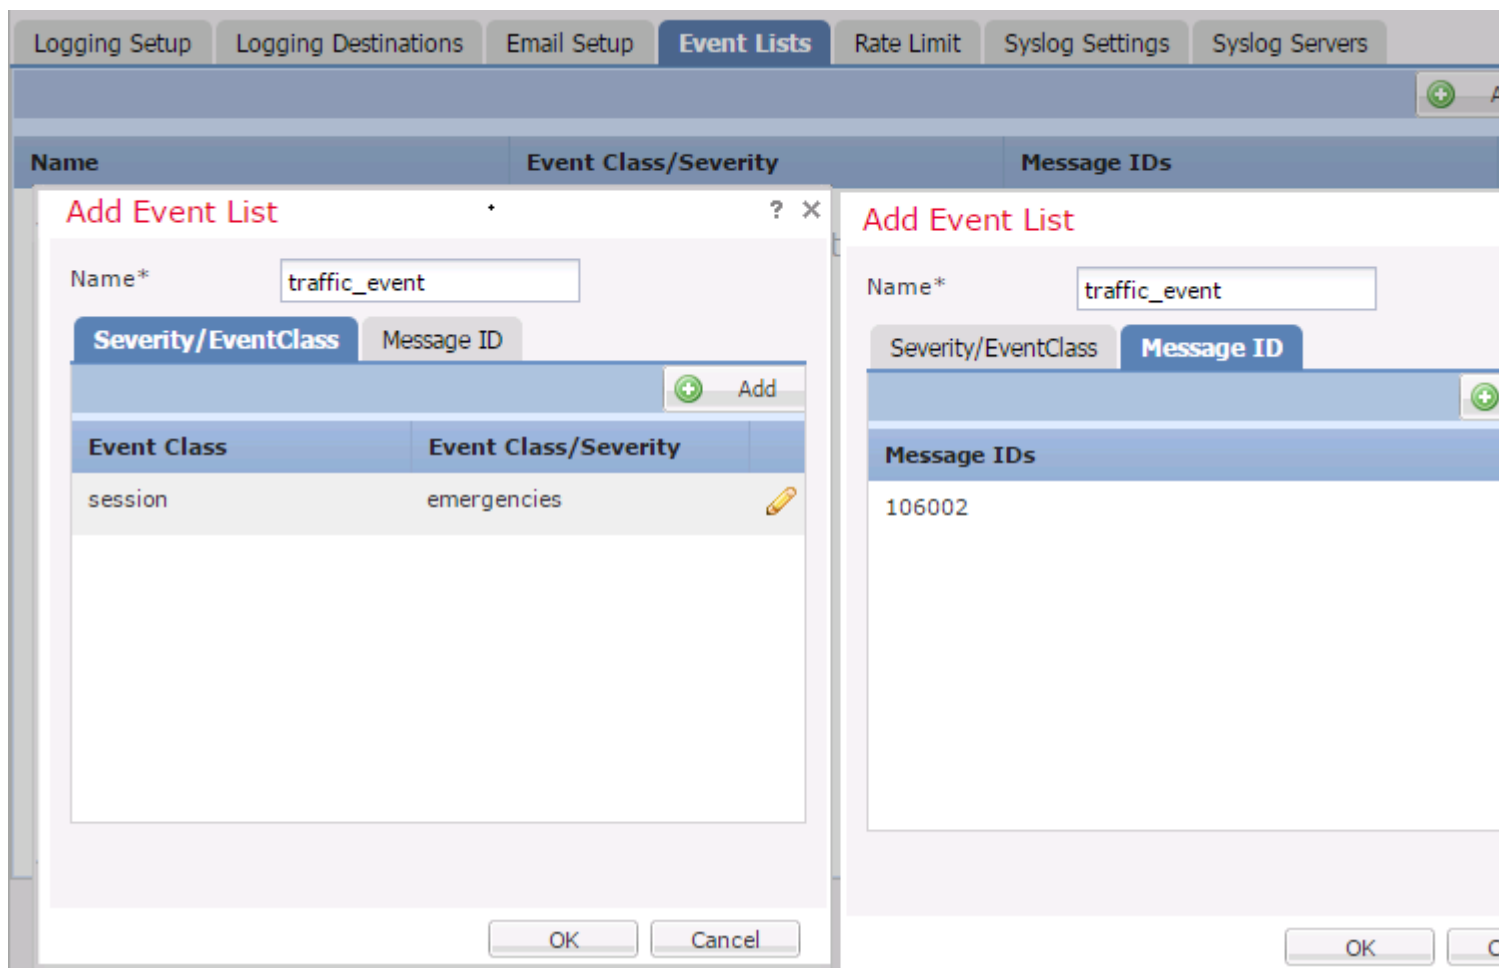 Logging Setup Logging Destinations Email Setup Event Lists Rate Limit Syslog Settings Syslog Servers
Name Event Class/Severity Message IDs
Add Event List ? ×
Name* traffic_event
Severity/EventClass Message ID
Add
Event Class Event Class/Severity
session emergencies
OK Cancel
Add Event List
Name* traffic_event
Severity/EventClass Message ID
Message IDs
106002
OK